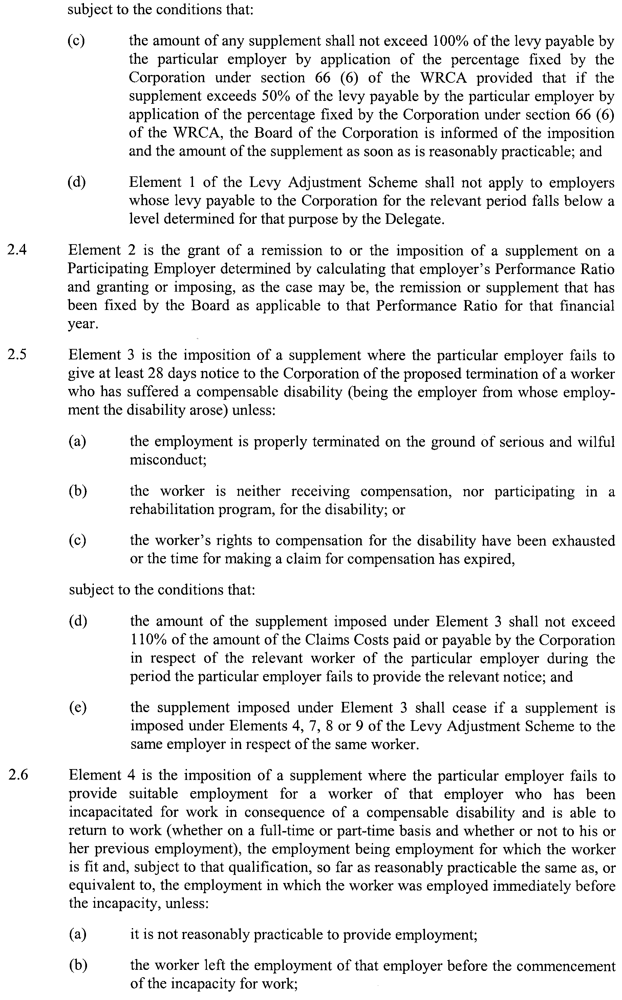 subject to the conditions that:
(c) the amount of any supplement shall not exceed 100% of the levy payable by
the particular employer by application of the percentage fixed by the
Corporation under section 66 (6) of the WRCA provided that if the
supplement exceeds 50% of the levy payable by the particular employer by
application of the percentage fixed by the Corporation under section 66 (6)
of the WRCA, the Board of the Corporation is informed of the imposition
and the amount of the supplement as soon as is reasonably practicable; and
(d) Element 1 of the Levy Adjustment Scheme shall not apply to employers
whose levy payable to the Corporation for the relevant period falls below a
level determined for that purpose by the Delegate.
2.4 Element 2 is the grant of a remission to or the imposition of a supplement on a
Participating Employer determined by calculating that employer's Performance Ratio
and granting or imposing, as the case may be, the remission or supplement that has
been fixed by the Board as applicable to that Performance Ratio for that financial
year.
2.5 Element 3 is the imposition of a supplement where the particular employer fails to
give at least 28 days notice to the Corporation of the proposed termination of a worker
who has suffered a compensable disability (being the employer from whose employ-
ment the disability arose) unless:
(a) the employment is properly terminated on the ground of serious and wilful
misconduct;
(b) the worker is neither receiving compensation, nor participating in a
rehabilitation program, for the disability; or
(c) the worker's rights to compensation for the disability have been exhausted
or the time for making a claim for compensation has expired,
subject to the conditions that:
(d) the amount of the supplement imposed under Element 3 shall not exceed
110% of the amount of the Claims Costs paid or payable by the Corporation
in respect of the relevant worker of the particular employer during the
period the particular employer fails to provide the relevant notice; and
(e) the supplement imposed under Element 3 shall cease if a supplement is
imposed under Elements 4, 7, 8 or 9 of the Levy Adjustment Scheme to the
same employer in respect of the same worker.
2.6 Element 4 is the imposition of a supplement where the particular employer fails to
provide suitable employment for a worker of that employer who has been
incapacitated for work in consequence of a compensable disability and is able to
return to work (whether on a full-time or part-time basis and whether or not to his or
her previous employment), the employment being employment for which the worker
is fit and, subject to that qualification, so far as reasonably practicable the same as, or
equivalent to, the employment in which the worker was employed immediately before
the incapacity, unless:
(a) it is not reasonably practicable to provide employment;
(b) the worker left the employment of that employer before the commencement
of the incapacity for work;